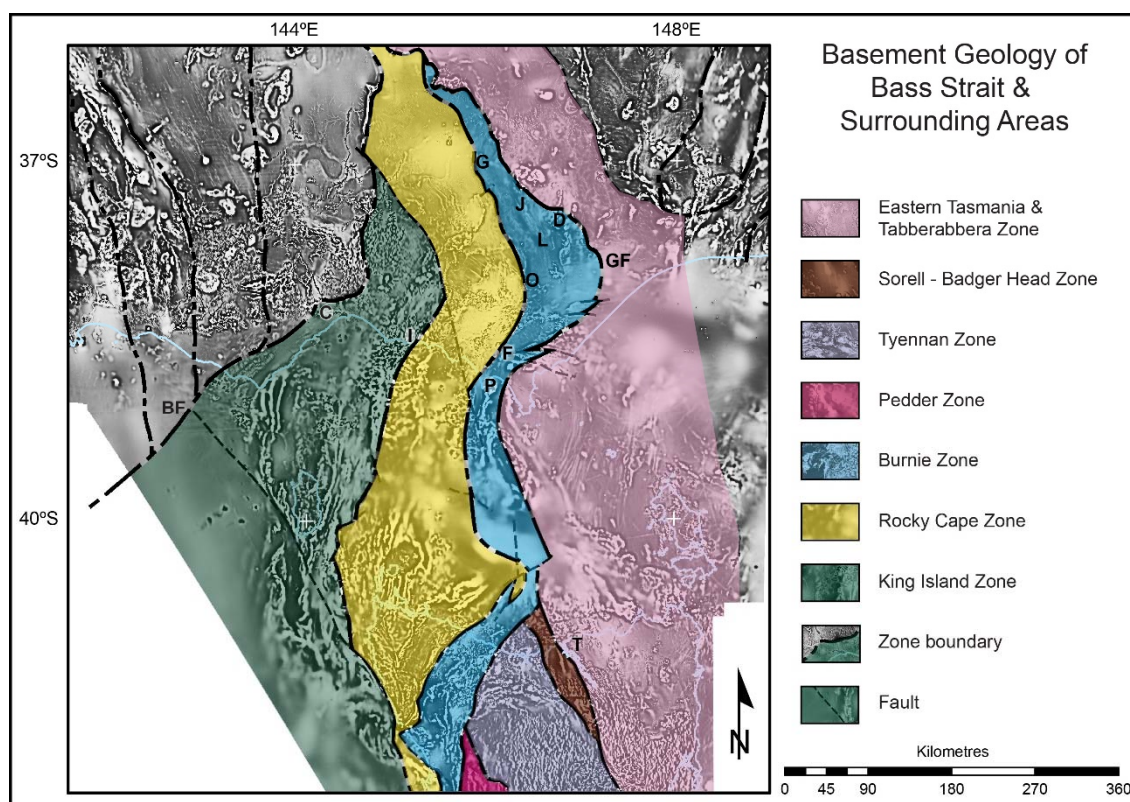 144ºE
148ºE
37ºS
40ºS
G
J
D
L
GF
O
C
I
F
P
BF
T
N
Basement Geology of
Bass Strait &
Surrounding Areas
Eastern Tasmania &
Tabberabbera Zone
Sorell - Badger Head Zone
Tyennan Zone
Pedder Zone
Burnie Zone
Rocky Cape Zone
King Island Zone
Zone boundary
Fault
Kilometres
0 45 90 180 270 360